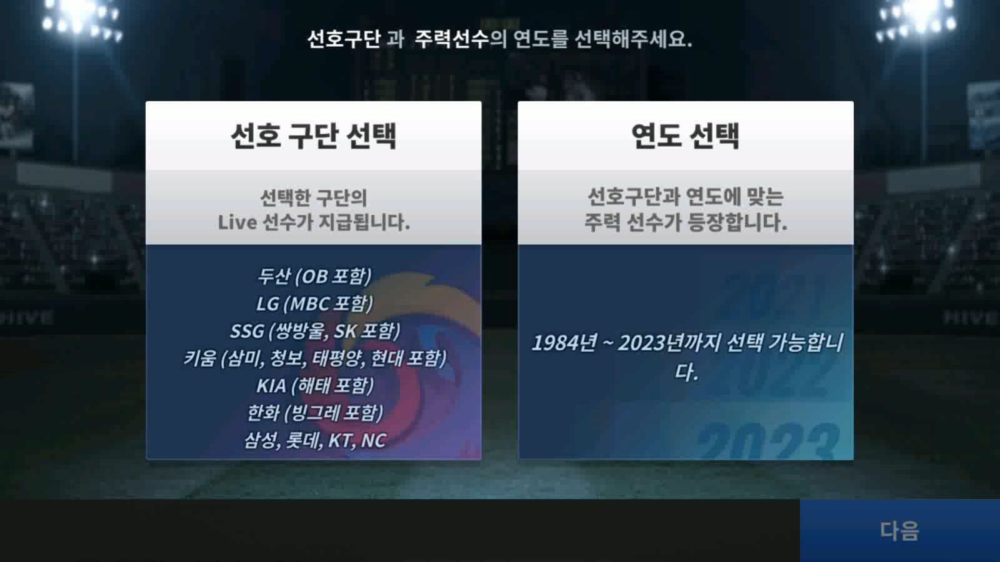 선호구단 과 주력선수의 연도를 선택해주세요.
선호 구단 선택
선택한 구단의
Live 선수가 지급됩니다.
두산 (OB 포함)
LG (MBC 포함)
SSG (쌍방울, SK 포함)
키움 (삼미, 청보, 태평양, 현대 포함)
KIA (해태 포함)
한화 (빙그레 포함)
삼성, 롯데, KT, NC
연도 선택
선호구단과 연도에 맞는
주력 선수가 등장합니다.
2021
1984년 ~ 2023년까지 선택 가능합니
다.
2022
2023
HIVE
HIVE
다음